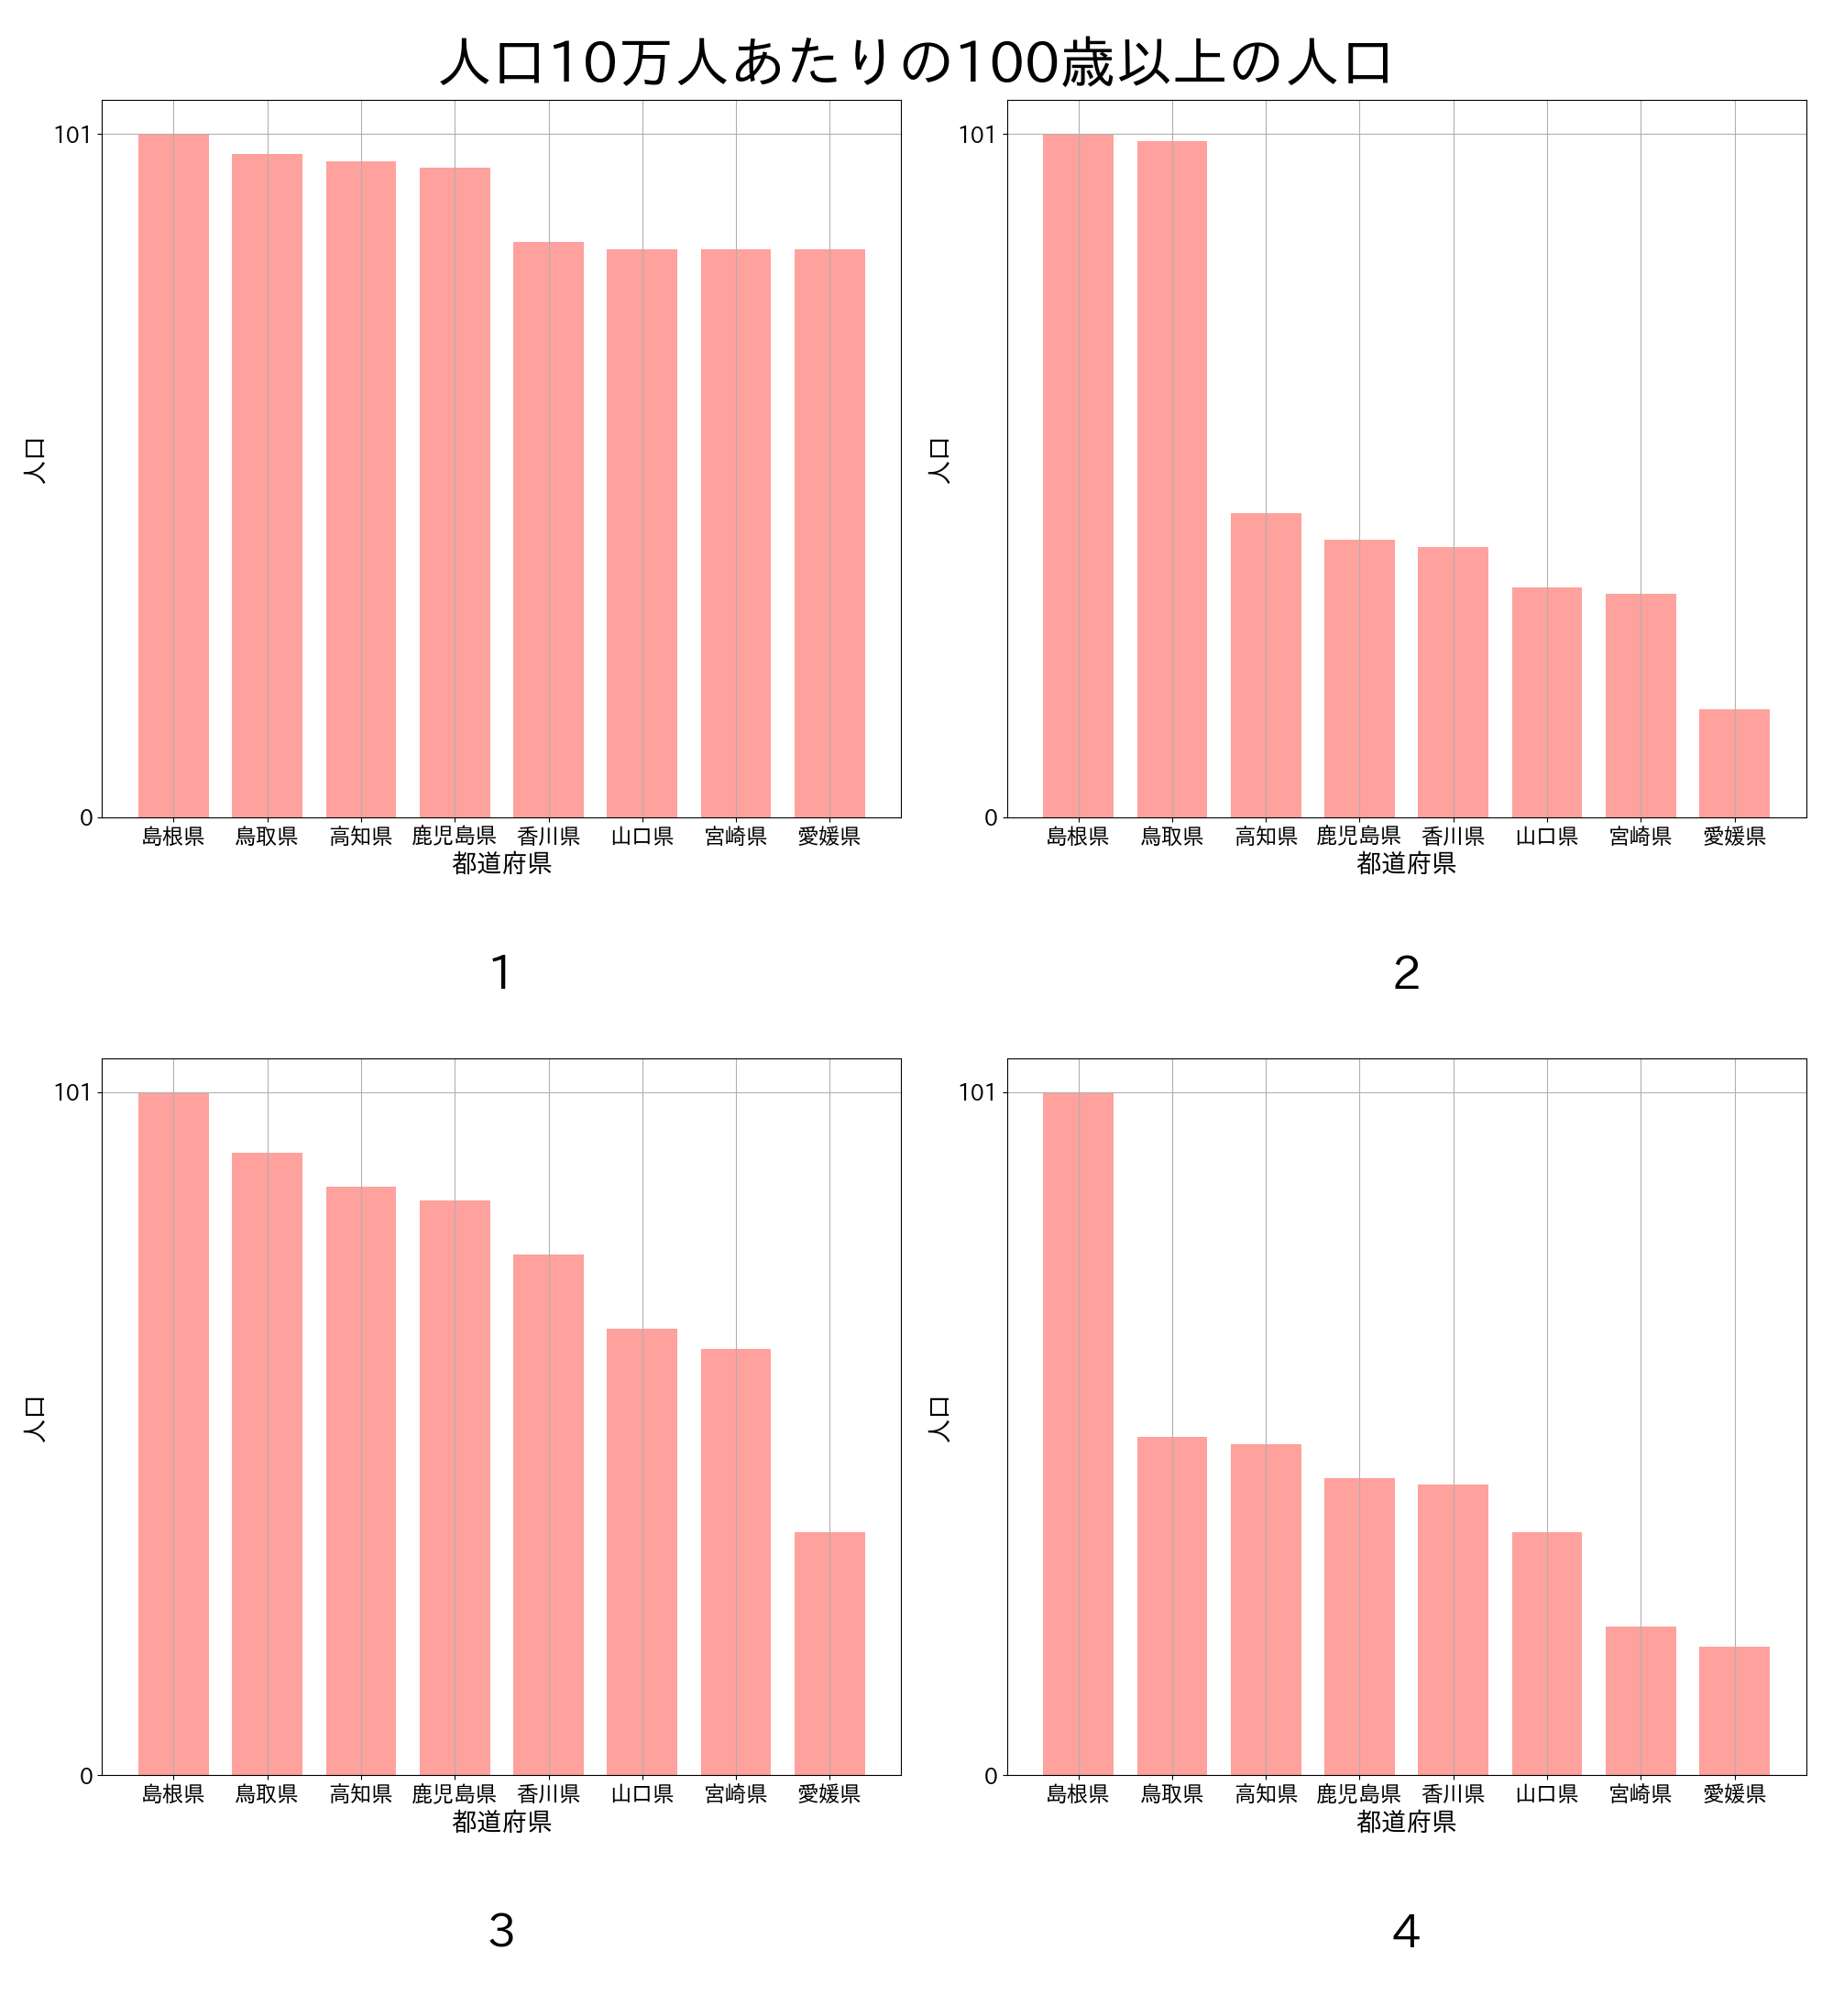 人口10万人あたりの100歳以上の人口
101
0
人口
島根県 鳥取県 高知県 鹿児島県 香川県 山口県 宮崎県 愛媛県
都道府県
1
101
0
人口
島根県 鳥取県 高知県 鹿児島県 香川県 山口県 宮崎県 愛媛県
都道府県
2
101
0
人口
島根県 鳥取県 高知県 鹿児島県 香川県 山口県 宮崎県 愛媛県
都道府県
3
101
0
人口
島根県 鳥取県 高知県 鹿児島県 香川県 山口県 宮崎県 愛媛県
都道府県
4